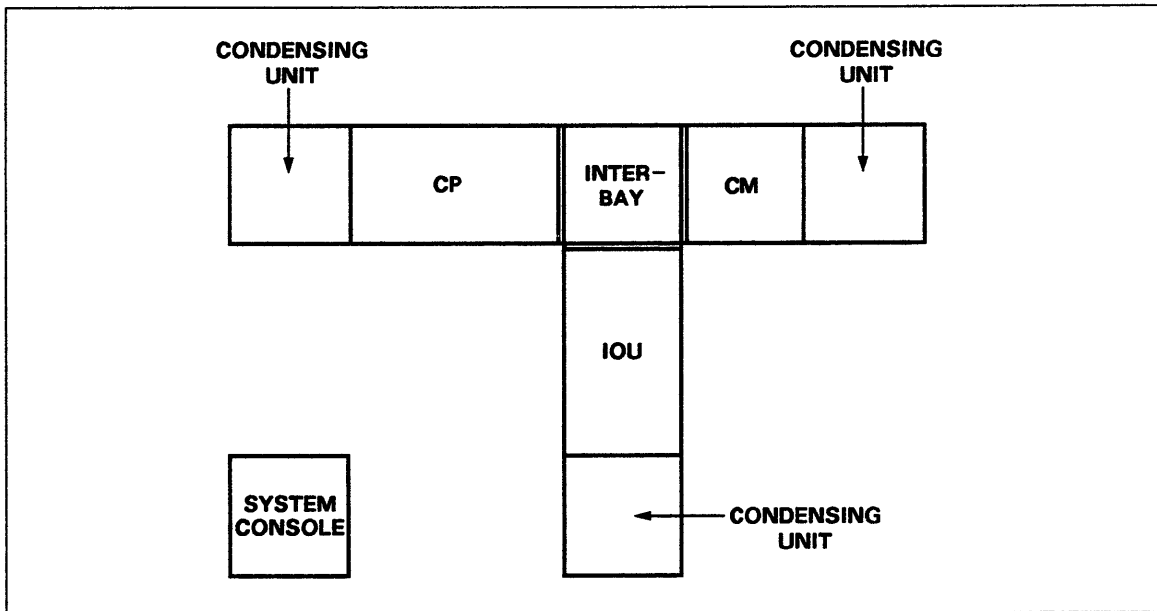 CONDENSING
UNIT
CONDENSING
UNIT
CP
INTER-
BAY
CM
IOU
SYSTEM
CONSOLE
CONDENSING
UNIT